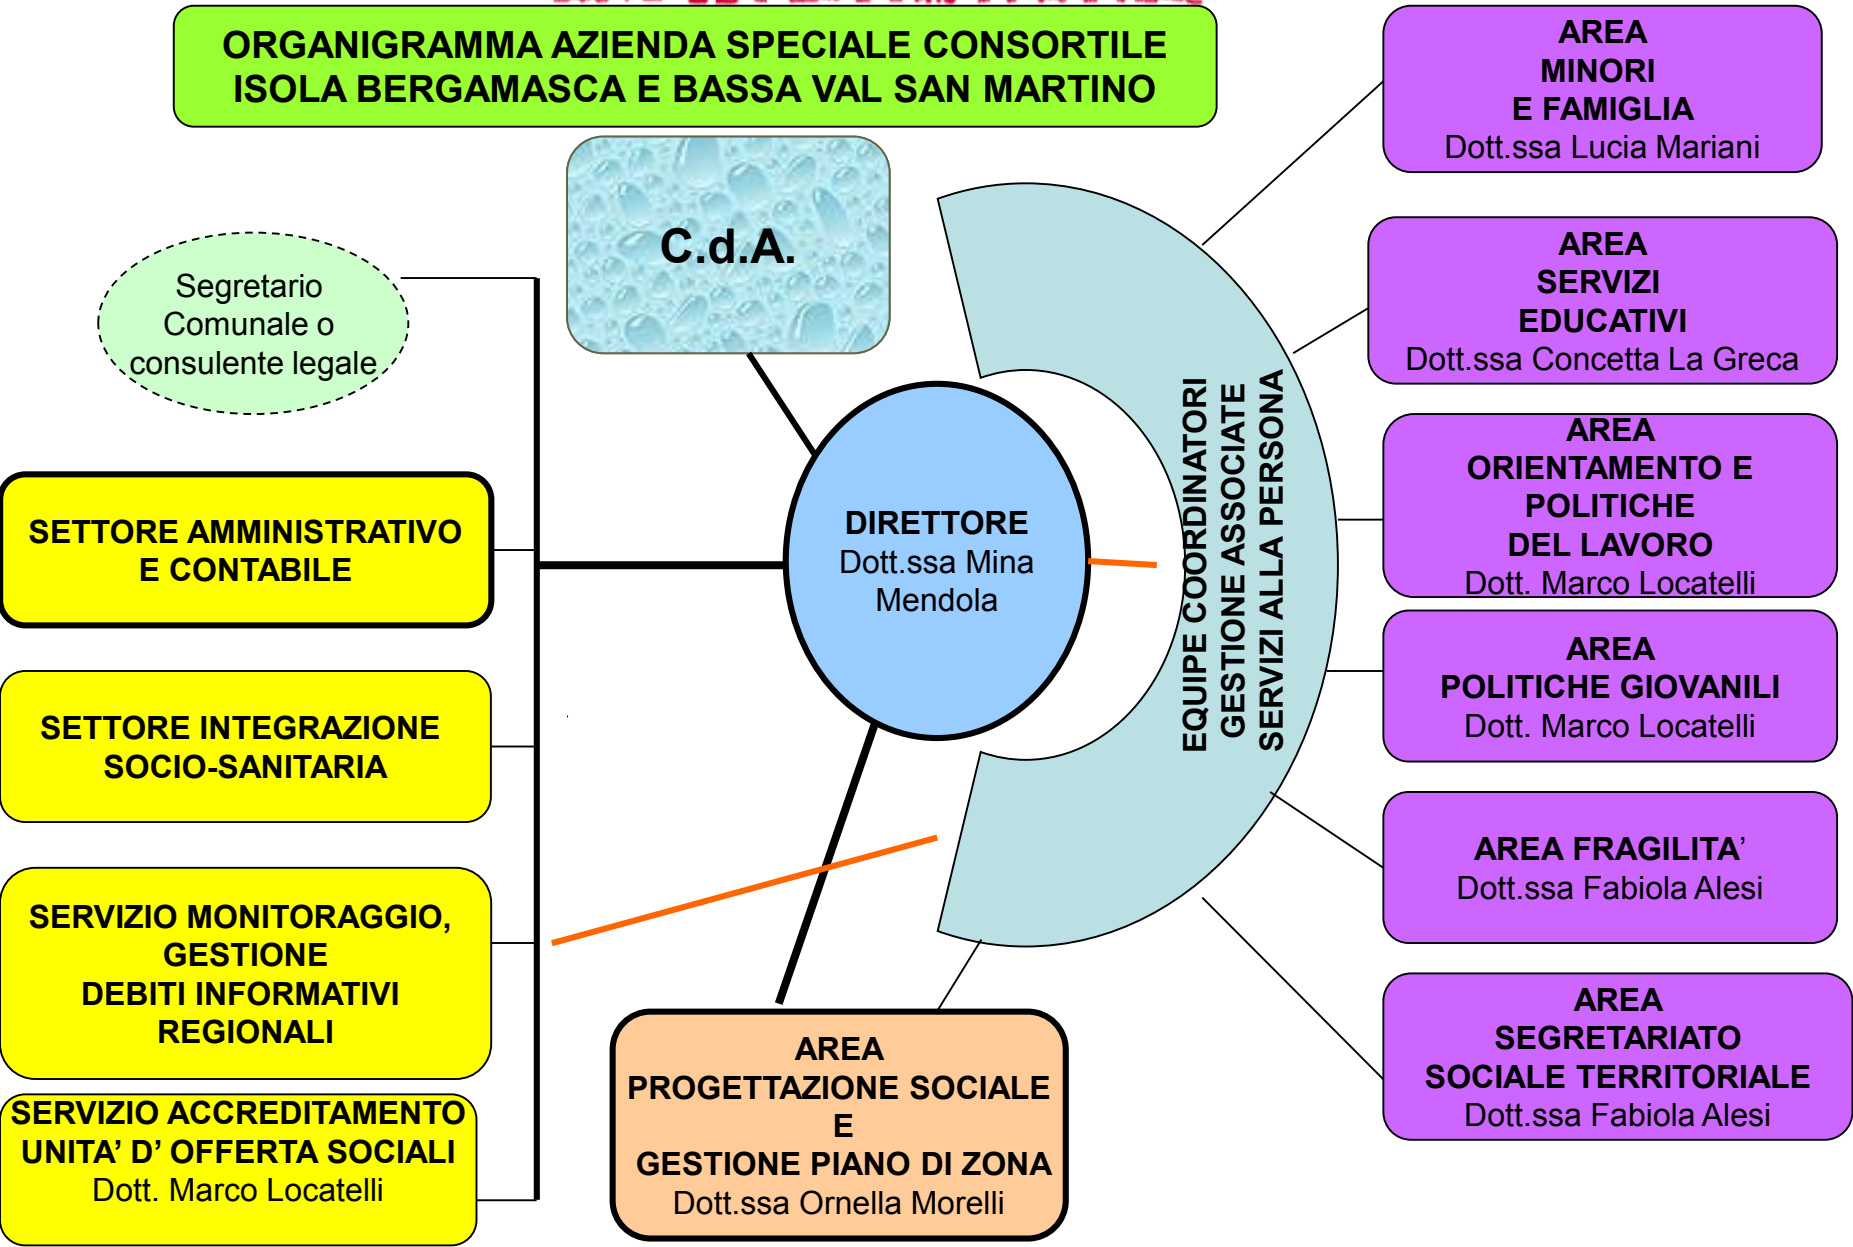 ORGANIGRAMMA AZIENDA SPECIALE CONSORTILE
ISOLA BERGAMASCA E BASSA VAL SAN MARTINO
C.d.A.
Segretario
Comunale o
consulente legale
SETTORE AMMINISTRATIVO
E CONTABILE
SETTORE INTEGRAZIONE
SOCIO-SANITARIA
SERVIZIO MONITORAGGIO,
GESTIONE
DEBITI INFORMATIVI
REGIONALI
SERVIZIO ACCREDITAMENTO
UNITA' D' OFFERTA SOCIALI
Dott. Marco Locatelli
DIRETTORE
Dott.ssa Mina
Mendola
AREA
PROGETTAZIONE SOCIALE
E
GESTIONE PIANO DI ZONA
Dott.ssa Ornella Morelli
EQUIPE COORDINATORI
GESTIONE ASSOCIATE
SERVIZI ALLA PERSONA
AREA
MINORI
E FAMIGLIA
Dott.ssa Lucia Mariani
AREA
SERVIZI
EDUCATIVI
Dott.ssa Concetta La Greca
AREA
ORIENTAMENTO E
POLITICHE
DEL LAVORO
Dott. Marco Locatelli
AREA
POLITICHE GIOVANILI
Dott. Marco Locatelli
AREA FRAGILITA'
Dott.ssa Fabiola Alesi
AREA
SEGRETARIATO
SOCIALE TERRITORIALE
Dott.ssa Fabiola Alesi